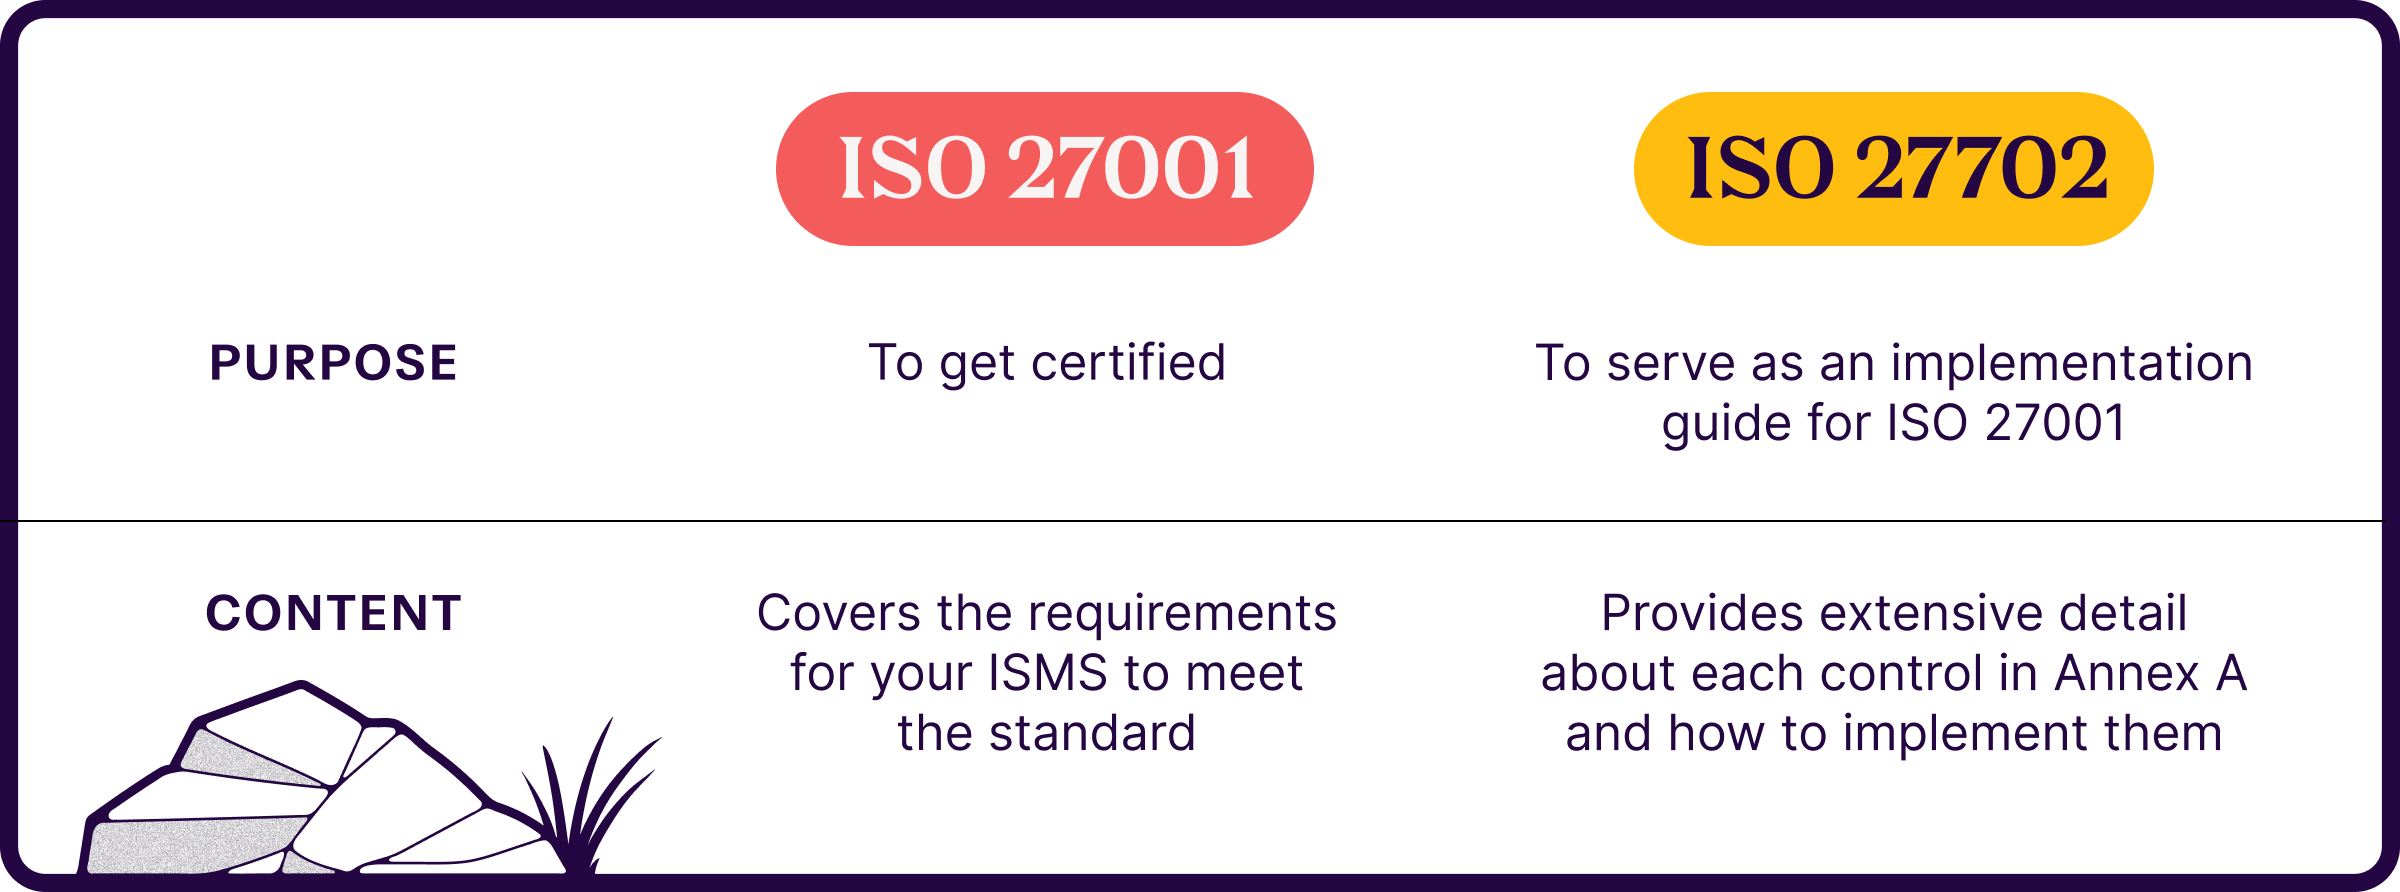 ISO 27001
ISO 27702
PURPOSE
To get certified
To serve as an implementation
guide for ISO 27001
CONTENT
Covers the requirements
for your ISMS to meet
the standard
Provides extensive detail
about each control in Annex A
and how to implement them